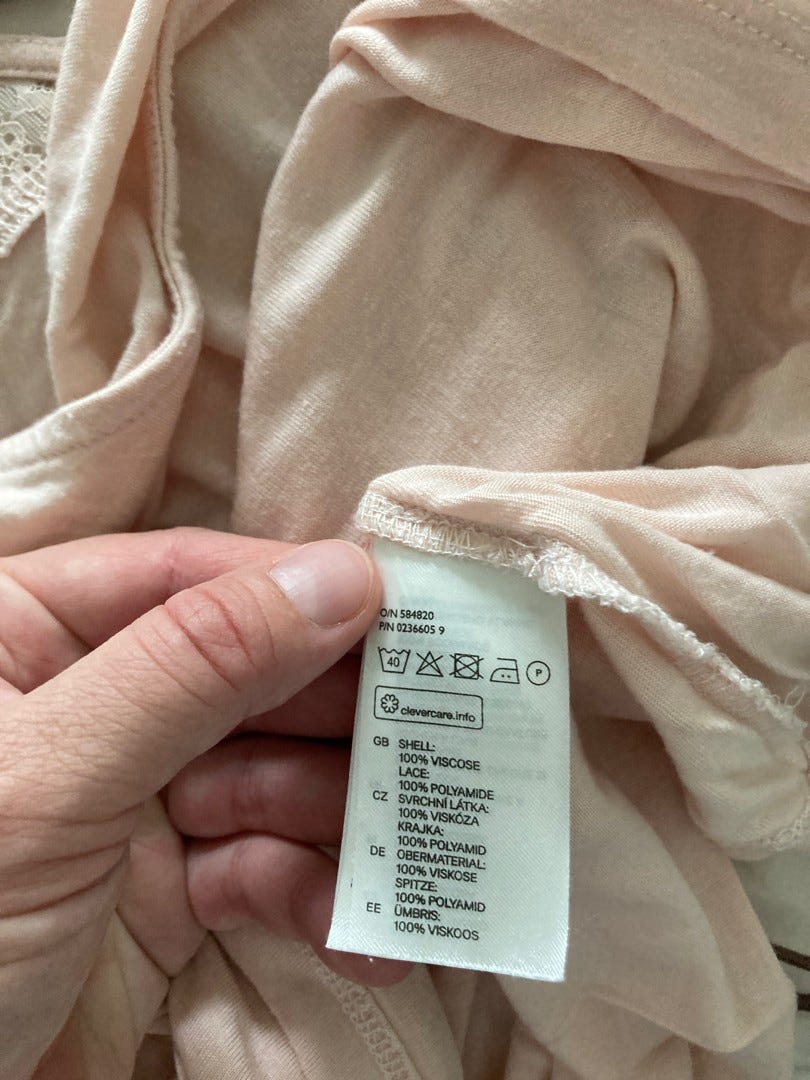 O/N 584820
P/N 0236605 9
40 P
clevercare.info
GB SHELL:
100% VISCOSE
LACE:
100% POLYAMIDE
CZ SVRCHNÍ LÁTKA:
100% VISKÓZA
KRAJKA:
100% POLYAMID
DE OBERMATERIAL:
100% VISKOSE
SPITZE:
100% POLYAMID
EE ÜMBRIS:
100% VISKOOS